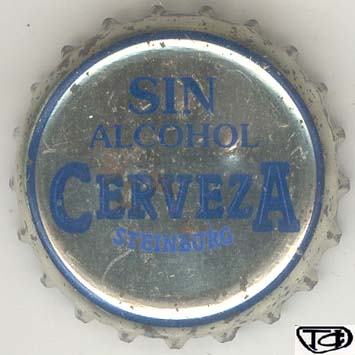 SIN
ALCOHOL
CERVEZA
STEINBURG